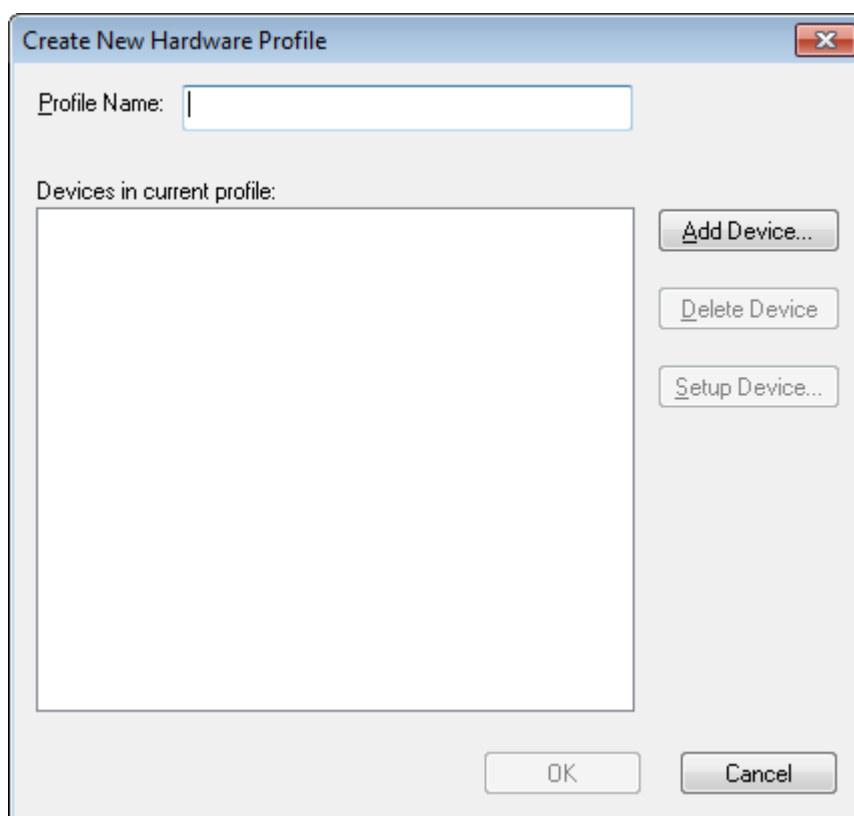 Create New Hardware Profile
Profile Name:
Devices in current profile:
Add Device...
Delete Device
Setup Device...
OK
Cancel